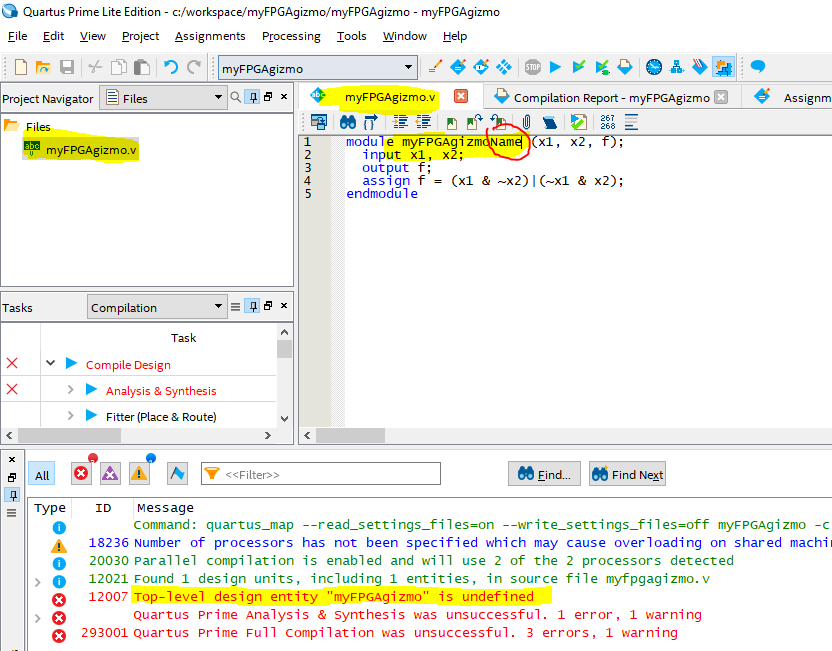 Quartus Prime Lite Edition - c:/workspace/myFPGAgizmo/myFPGAgizmo - myFPGAgizmo
File Edit View Project Assignments Processing Tools Window Help
myFPGAgizmo
STOP
Project Navigator Files
Files
abc myFPGAgizmo.v
abc myFPGAgizmo.v Compilation Report - myFPGAgizmo Assignm
267
268
1 module myFPGAgizmoName (x1, x2, f);
2 input x1, x2;
3 output f;
4 assign f = (x1 & ~x2)|(~x1 & x2);
5 endmodule
Tasks Compilation
Task
Compile Design
Analysis & Synthesis
Fitter (Place & Route)
All <<Filter>> Find... Find Next
Type ID Message
Command: quartus_map --read_settings_files=on --write_settings_files=off myFPGAgizmo -c
18236 Number of processors has not been specified which may cause overloading on shared machin
20030 Parallel compilation is enabled and will use 2 of the 2 processors detected
12021 Found 1 design units, including 1 entities, in source file myfpgagizmo.v
12007 Top-level design entity "myFPGAgizmo" is undefined
Quartus Prime Analysis & Synthesis was unsuccessful. 1 error, 1 warning
293001 Quartus Prime Full Compilation was unsuccessful. 3 errors, 1 warning